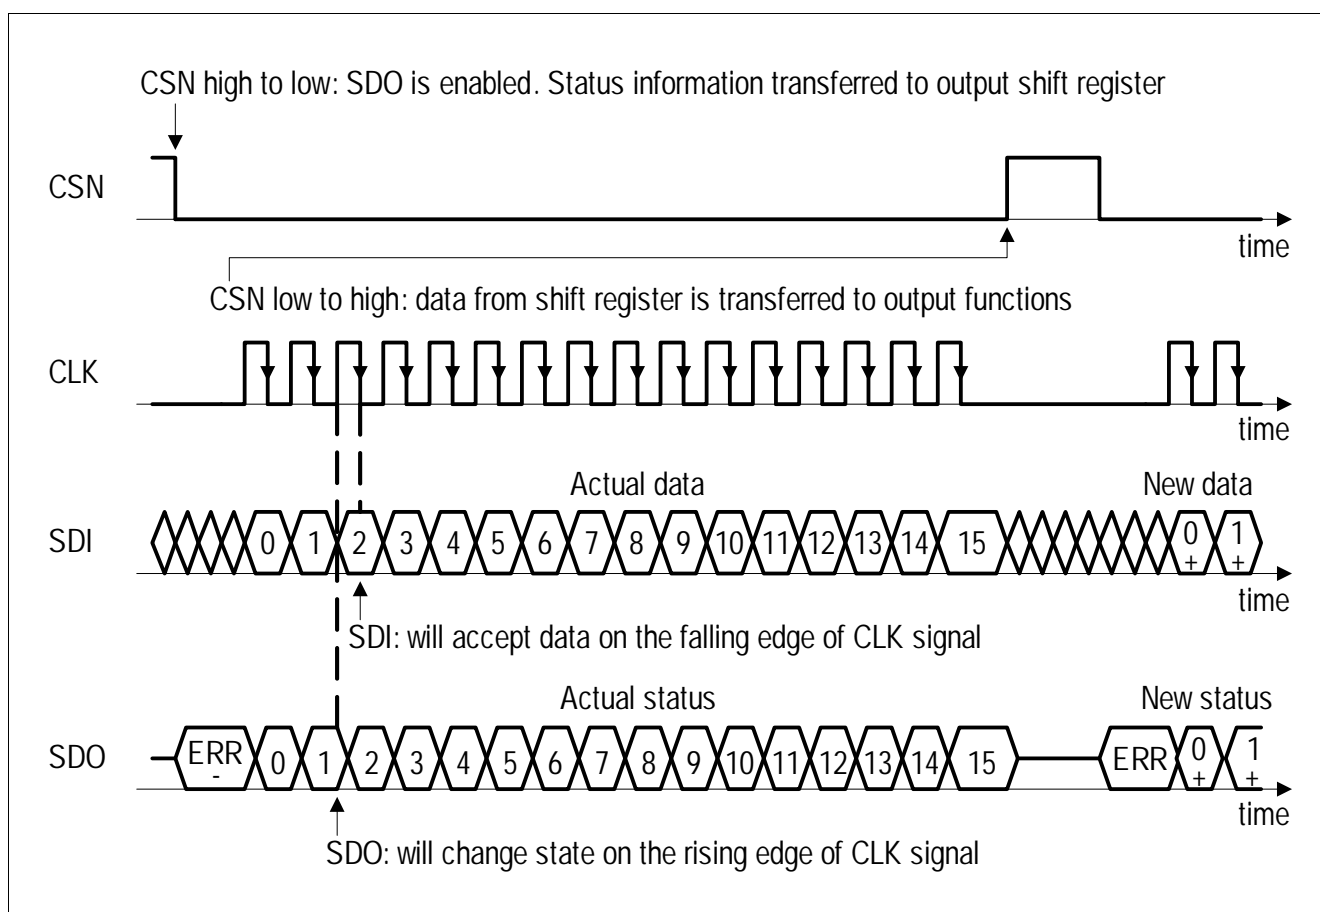 CSN high to low: SDO is enabled. Status information transferred to output shift register
CSN
time
CSN low to high: data from shift register is transferred to output functions
CLK
time
Actual data New data
SDI 0 1 2 3 4 5 6 7 8 9 10 11 12 13 14 15 0 + 1 +
time
SDI: will accept data on the falling edge of CLK signal
Actual status New status
SDO ERR - 0 1 2 3 4 5 6 7 8 9 10 11 12 13 14 15 ERR 0 + 1 +
time
SDO: will change state on the rising edge of CLK signal